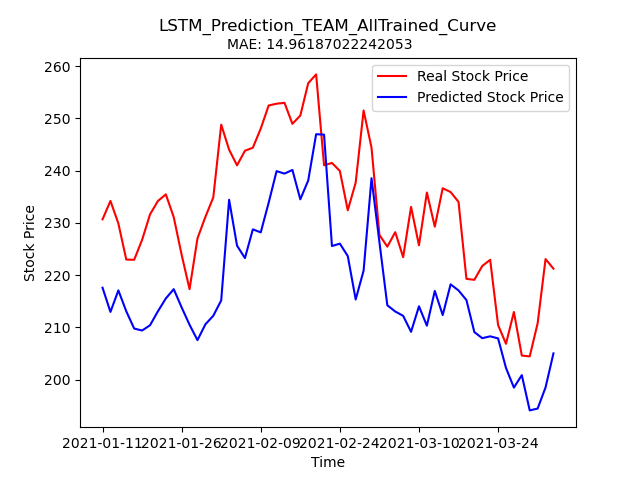 LSTM_Prediction_TEAM_AllTrained_Curve
MAE: 14.96187022242053
Real Stock Price
Predicted Stock Price
260
250
240
230
220
210
200
Stock Price
2021-01-11 2021-01-26 2021-02-09 2021-02-24 2021-03-10 2021-03-24
Time